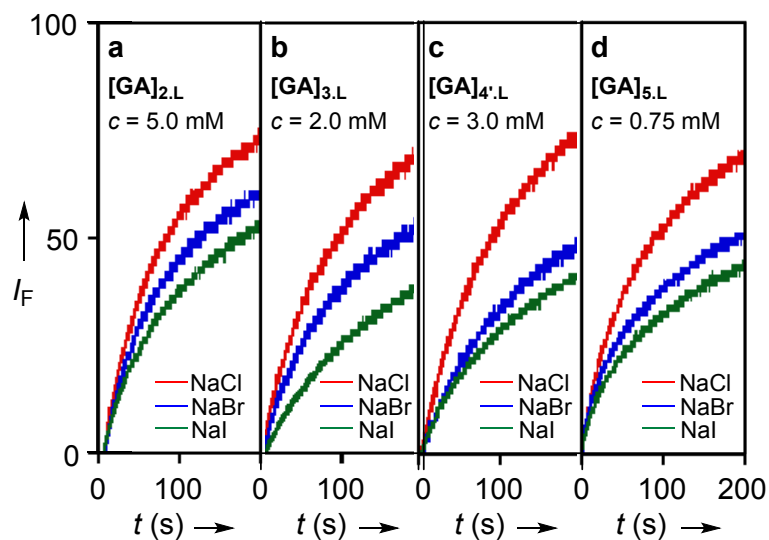 100
a
b
c
d
[GA]2.L
[GA]3.L
[GA]4'.L
[GA]5.L
c = 5.0 mM
c = 2.0 mM
c = 3.0 mM
c = 0.75 mM
50
IF
NaCl
NaBr
NaI
NaCl
NaBr
NaI
NaCl
NaBr
NaI
NaCl
NaBr
NaI
0
0 100 0 100 0 100 0 100 200
t (s) t (s) t (s) t (s)